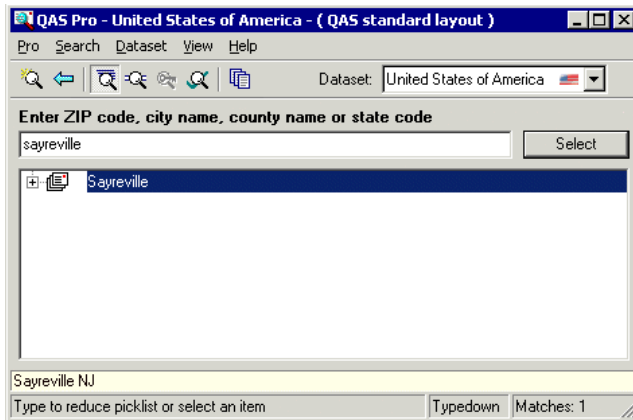 QAS Pro - United States of America - ( QAS standard layout )
Pro Search Dataset View Help
Dataset: United States of America
Enter ZIP code, city name, county name or state code
sayreville
Select
Sayreville
Sayreville NJ
Type to reduce picklist or select an item Typedown Matches: 1